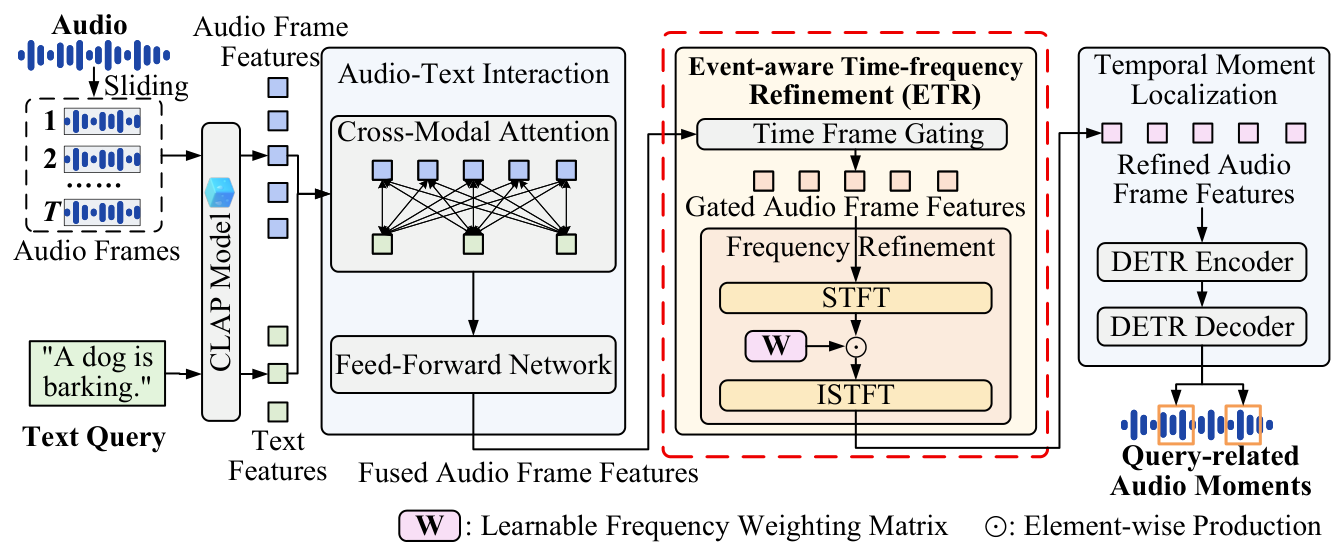 Audio
Sliding
1
2
......
T
Audio Frames
"A dog is
barking."
Text Query
CLAP Model
Audio Frame
Features
Text
Features
Audio-Text Interaction
Cross-Modal Attention
Feed-Forward Network
Fused Audio Frame Features
Event-aware Time-frequency
Refinement (ETR)
Time Frame Gating
Gated Audio Frame Features
Frequency Refinement
STFT
W
ISTFT
Temporal Moment
Localization
Refined Audio
Frame Features
DETR Encoder
DETR Decoder
Query-related
Audio Moments
W : Learnable Frequency Weighting Matrix
⊙: Element-wise Production